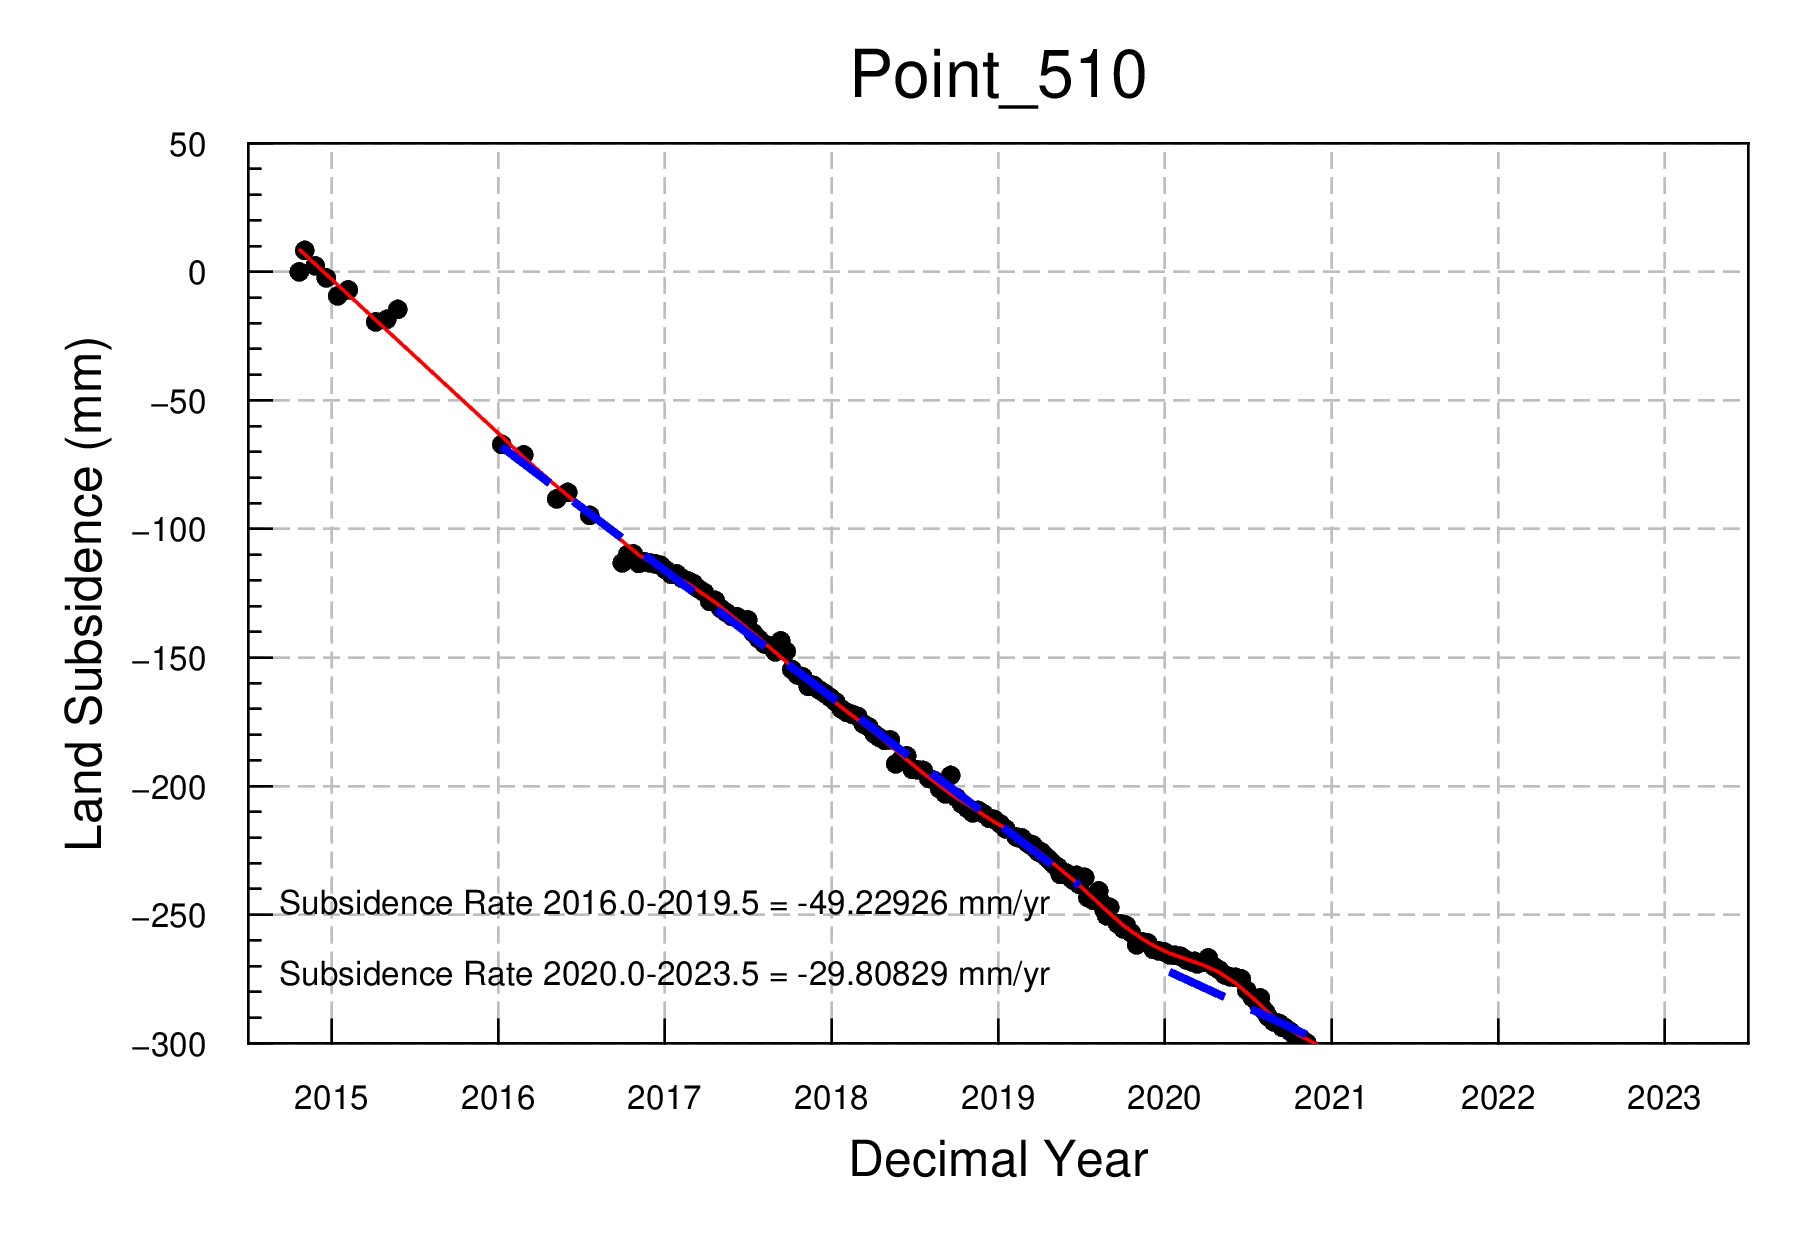 Point_510
50
0
−50
−100
−150
−200
−250
−300
Land Subsidence (mm)
Subsidence Rate 2016.0-2019.5 = -49.22926 mm/yr
Subsidence Rate 2020.0-2023.5 = -29.80829 mm/yr
2015 2016 2017 2018 2019 2020 2021 2022 2023
Decimal Year